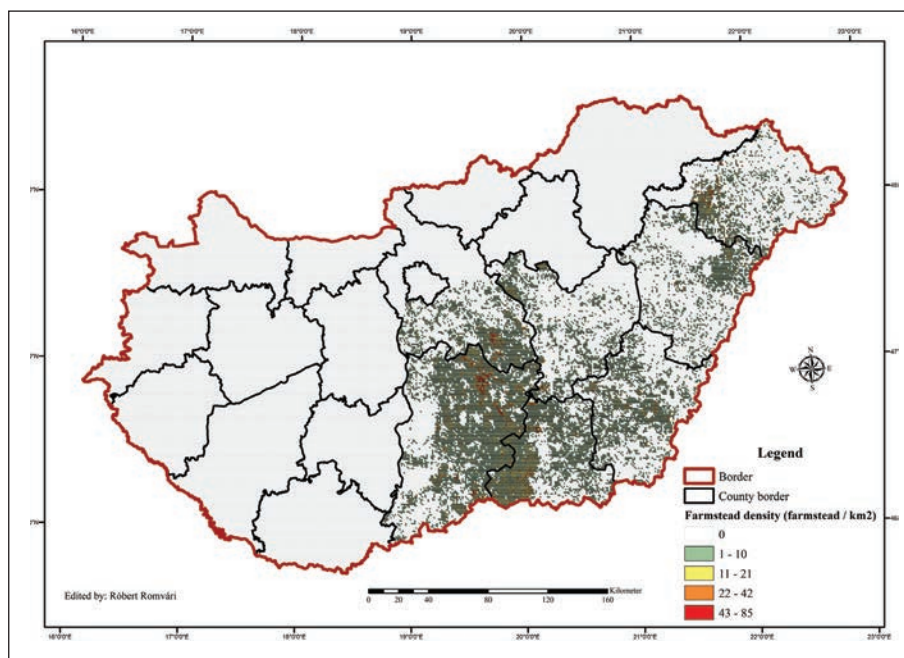 16°0'0"E 17°0'0"E 18°0'0"E 19°0'0"E 20°0'0"E 21°0'0"E 22°0'0"E 23°0'0"E
N
W E
S
Legend
Border
County border
Farmstead density (farmstead / km2)
0
1 - 10
11 - 21
22 - 42
43 - 85
Edited by: Róbert Romvári
Kilometer
0 20 40 80 120 160
16°0'0"E 17°0'0"E 18°0'0"E 19°0'0"E 20°0'0"E 21°0'0"E 22°0'0"E 23°0'0"E